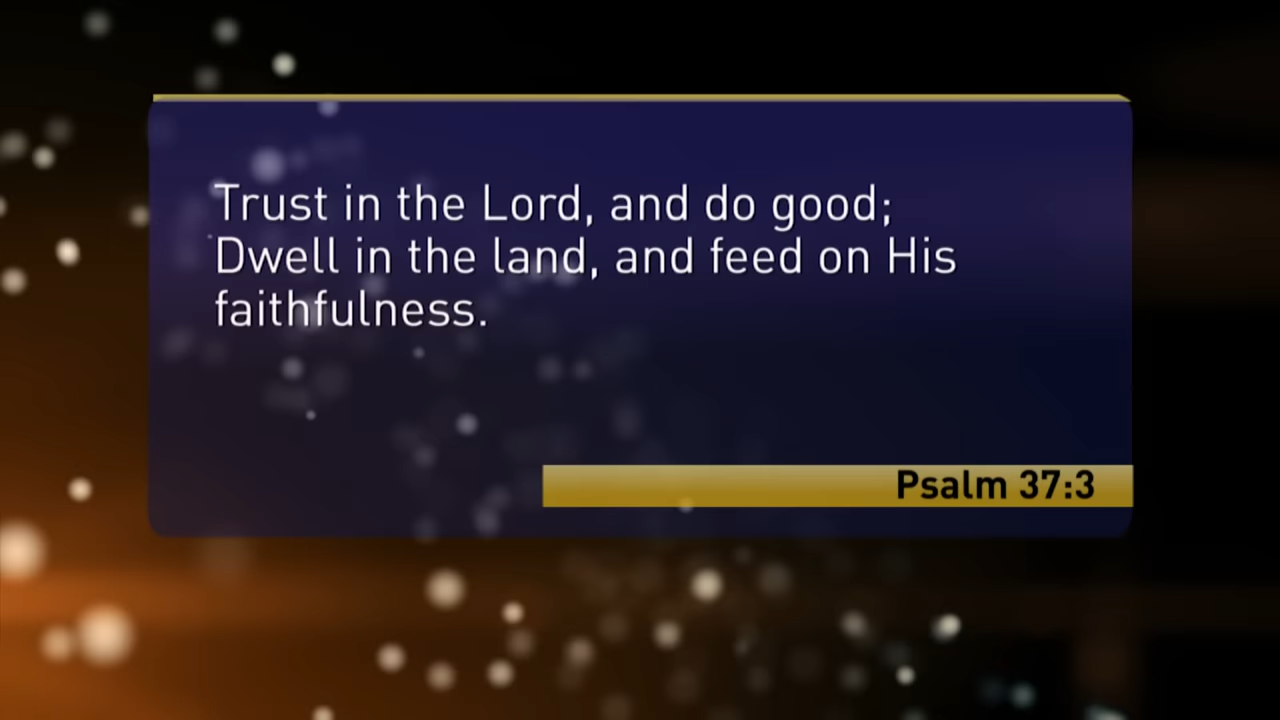 Trust in the Lord, and do good;
Dwell in the land, and feed on His
faithfulness.
Psalm 37:3